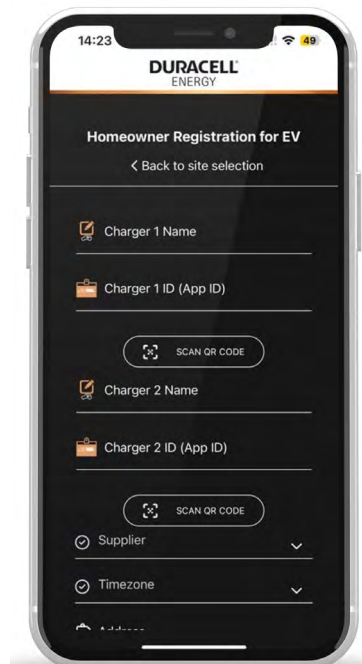 14:23
49
DURACELL
ENERGY
Homeowner Registration for EV
Back to site selection
Charger 1 Name
Charger 1 ID (App ID)
SCAN QR CODE
Charger 2 Name
Charger 2 ID (App ID)
SCAN QR CODE
Supplier
Timezone